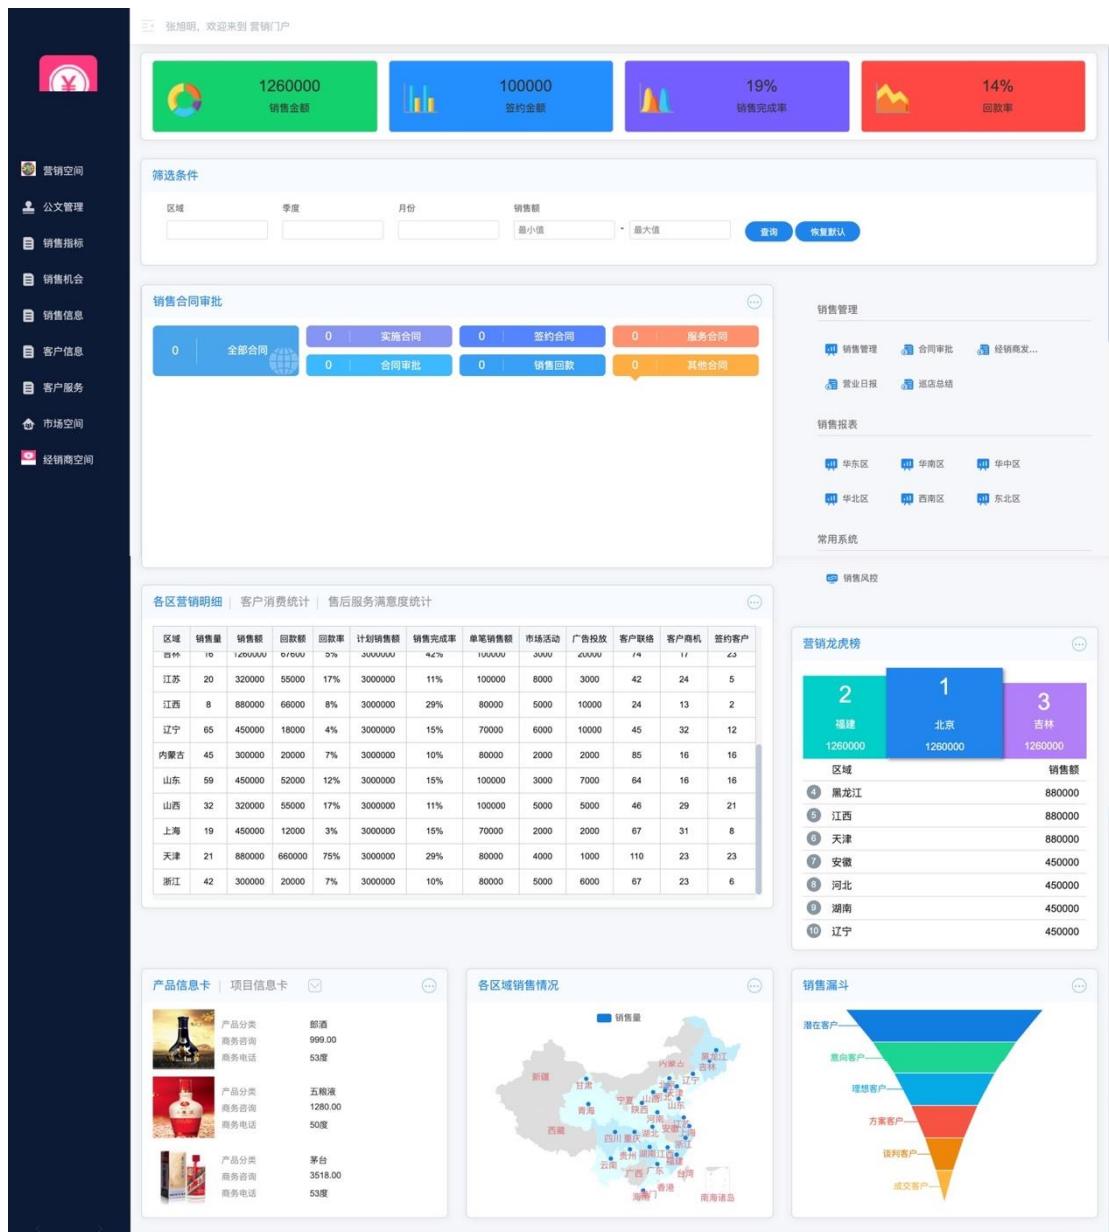 张旭明，欢迎来到 营销门户
营销空间
公文管理
销售指标
销售机会
销售信息
客户信息
客户服务
市场空间
经销商空间
1260000
销售金额
100000
签约金额
19%
销售完成率
14%
回款率
筛选条件
区域 季度 月份 销售额
最小值 - 最大值 查询 恢复默认
销售合同审批
0 全部合同
0 实施合同 0 签约合同 0 服务合同
0 合同审批 0 销售回款 0 其他合同
销售管理
销售管理 合同审批 经销商发...
营业日报 巡店总结
销售报表
华东区 华南区 华中区
华北区 西南区 东北区
常用系统
销售风控
各区营销明细 | 客户消费统计 | 售后服务满意度统计
区域 销售量 销售额 回款额 回款率 计划销售额 销售完成率 单笔销售额 市场活动 广告投放 客户联络 客户商机 签约客户
吉林 16 1260000 67600 5% 3000000 42% 100000 3000 20000 74 17 23
江苏 20 320000 55000 17% 3000000 11% 100000 8000 3000 42 24 5
江西 8 880000 66000 8% 3000000 29% 80000 5000 10000 24 13 2
辽宁 65 450000 18000 4% 3000000 15% 70000 6000 10000 45 32 12
内蒙古 45 300000 20000 7% 3000000 10% 80000 2000 2000 85 16 16
山东 59 450000 52000 12% 3000000 15% 100000 3000 7000 64 16 16
山西 32 320000 55000 17% 3000000 11% 100000 5000 5000 46 29 21
上海 19 450000 12000 3% 3000000 15% 70000 2000 2000 67 31 8
天津 21 880000 660000 75% 3000000 29% 80000 4000 1000 110 23 23
浙江 42 300000 20000 7% 3000000 10% 80000 5000 6000 67 23 6
营销龙虎榜
2 福建 1260000
1 北京 1260000
3 吉林 1260000
区域 销售额
4 黑龙江 880000
5 江西 880000
6 天津 880000
7 安徽 450000
8 河北 450000
9 湖南 450000
10 辽宁 450000
产品信息卡 | 项目信息卡
产品分类 郎酒
商务咨询 999.00
商务电话 53度
产品分类 五粮液
商务咨询 1280.00
商务电话 50度
产品分类 茅台
商务咨询 3518.00
商务电话 53度
各区域销售情况
销售量
黑龙江
内蒙古 吉林
新疆 甘肃 辽宁
宁夏 山西
青海 陕西 山东
河南
西藏 四川 重庆 湖北 安徽
浙江
贵州 湖南 江西
云南 福建
广西 广东 台湾
香港
南海诸岛
销售漏斗
潜在客户
意向客户
理想客户
方案客户
谈判客户
成交客户